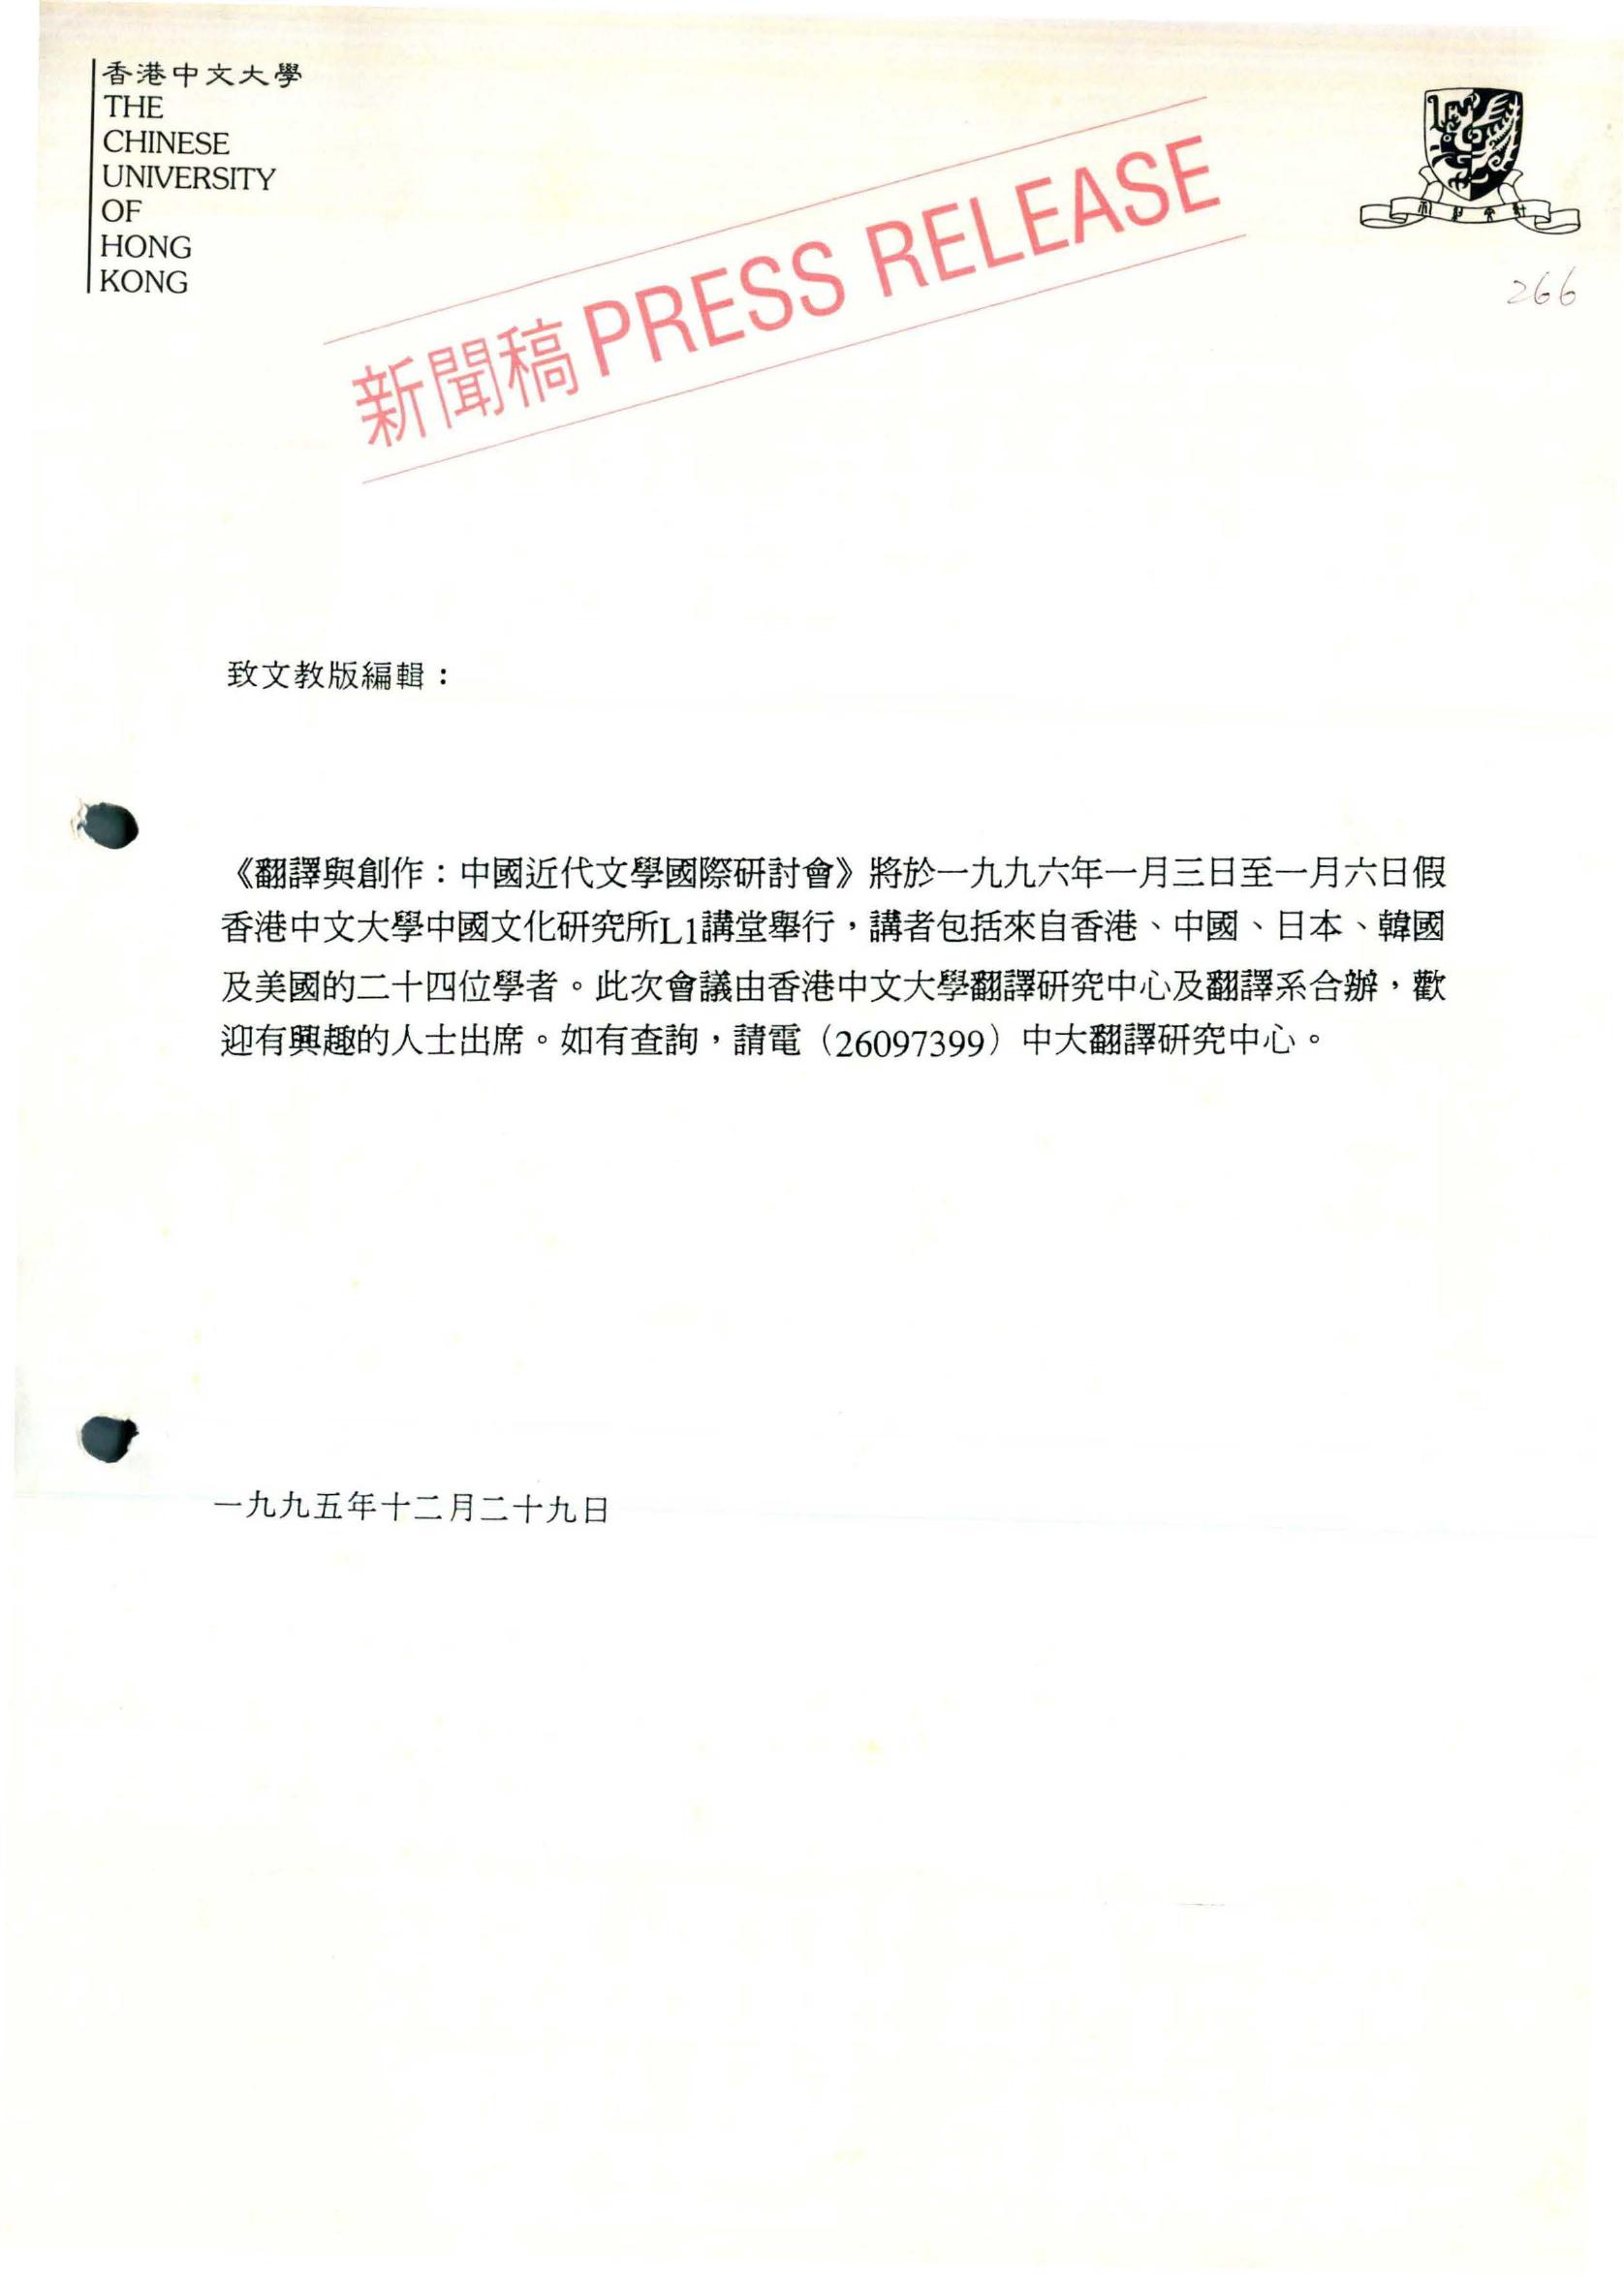 香港中文大學
THE
CHINESE
UNIVERSITY
OF
HONG
KONG
新聞稿 PRESS RELEASE
266
致文教版編輯：
《翻譯與創作：中國近代文學國際研討會》將於一九九六年一月三日至一月六日假
香港中文大學中國文化研究所L1講堂舉行，講者包括來自香港、中國、日本、韓國
及美國的二十四位學者。此次會議由香港中文大學翻譯研究中心及翻譯系合辦，歡
迎有興趣的人士出席。如有查詢，請電（26097399）中大翻譯研究中心。
一九九五年十二月二十九日